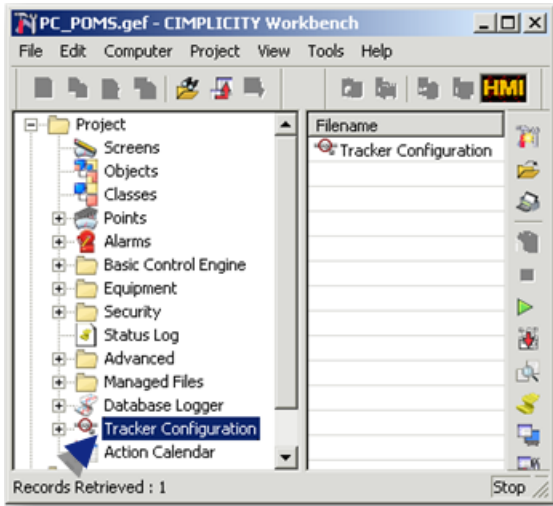 PC_POMS.gef - CIMPLICITY Workbench
File Edit Computer Project View Tools Help
HMI
Project
Screens
Objects
Classes
Points
Alarms
Basic Control Engine
Equipment
Security
Status Log
Advanced
Managed Files
Database Logger
Tracker Configuration
Action Calendar
Filename
Tracker Configuration
Records Retrieved : 1
Stop